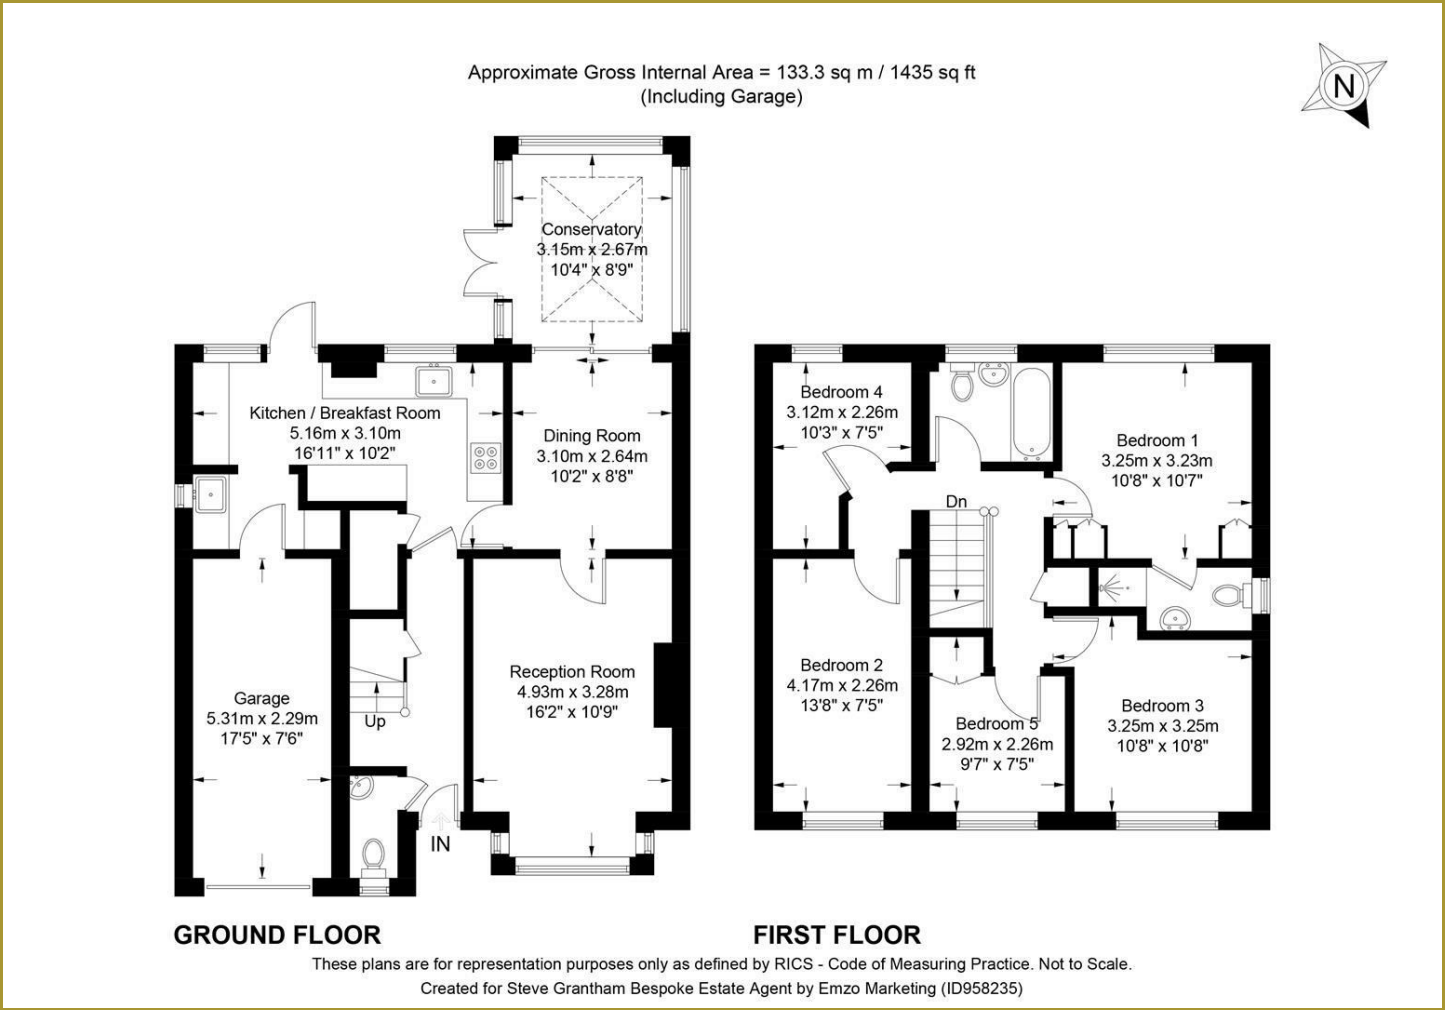 Approximate Gross Internal Area = 133.3 sq m / 1435 sq ft
(Including Garage)
N
Conservatory
3.15m x 2.67m
10'4" x 8'9"
Kitchen / Breakfast Room
5.16m x 3.10m
16'11" x 10'2"
Dining Room
3.10m x 2.64m
10'2" x 8'8"
Reception Room
4.93m x 3.28m
16'2" x 10'9"
Garage
5.31m x 2.29m
17'5" x 7'6"
Up
IN
Bedroom 4
3.12m x 2.26m
10'3" x 7'5"
Bedroom 1
3.25m x 3.23m
10'8" x 10'7"
Dn
Bedroom 2
4.17m x 2.26m
13'8" x 7'5"
Bedroom 5
2.92m x 2.26m
9'7" x 7'5"
Bedroom 3
3.25m x 3.25m
10'8" x 10'8"
GROUND FLOOR
FIRST FLOOR
These plans are for representation purposes only as defined by RICS - Code of Measuring Practice. Not to Scale.
Created for Steve Grantham Bespoke Estate Agent by Emzo Marketing (ID958235)